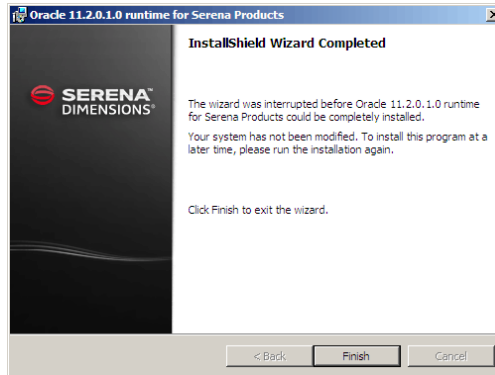 Oracle 11.2.0.1.0 runtime for Serena Products
InstallShield Wizard Completed
SERENA™
DIMENSIONS®
The wizard was interrupted before Oracle 11.2.0.1.0 runtime
for Serena Products could be completely installed.
Your system has not been modified. To install this program at a
later time, please run the installation again.
Click Finish to exit the wizard.
< Back
Finish
Cancel